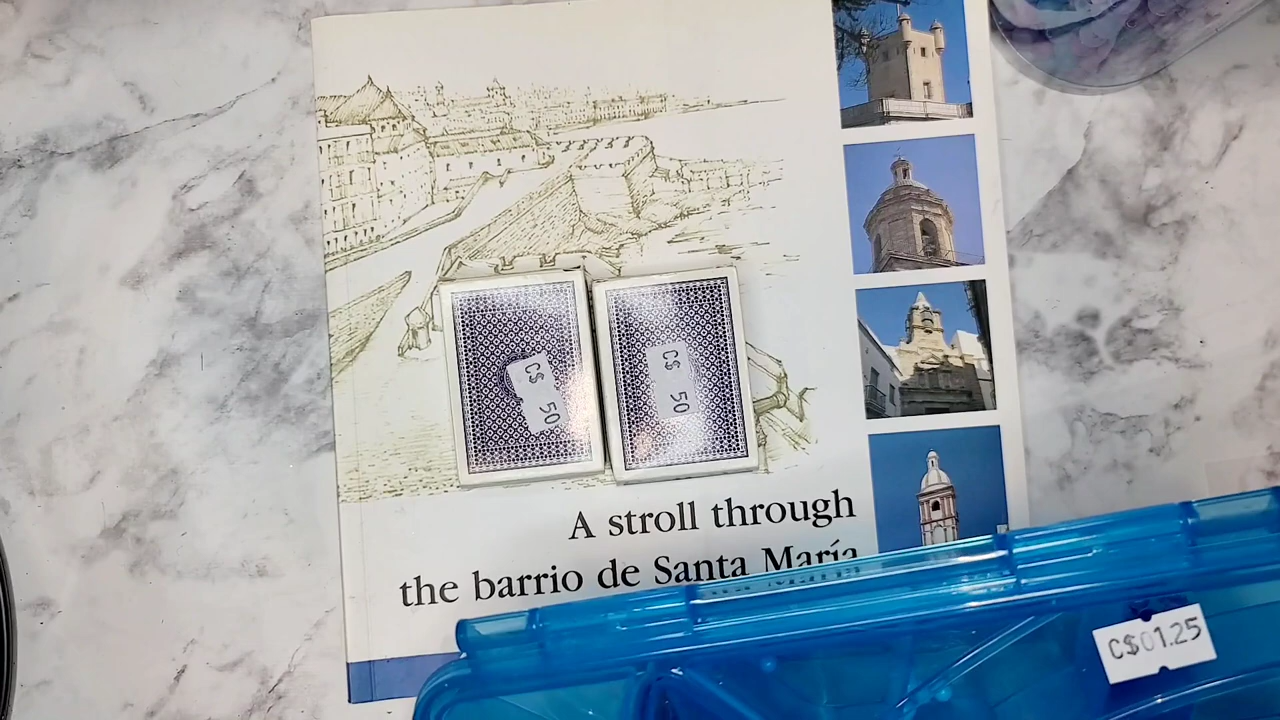 C$ 50
C$ 50
A stroll through
the barrio de Santa María
C$01.25